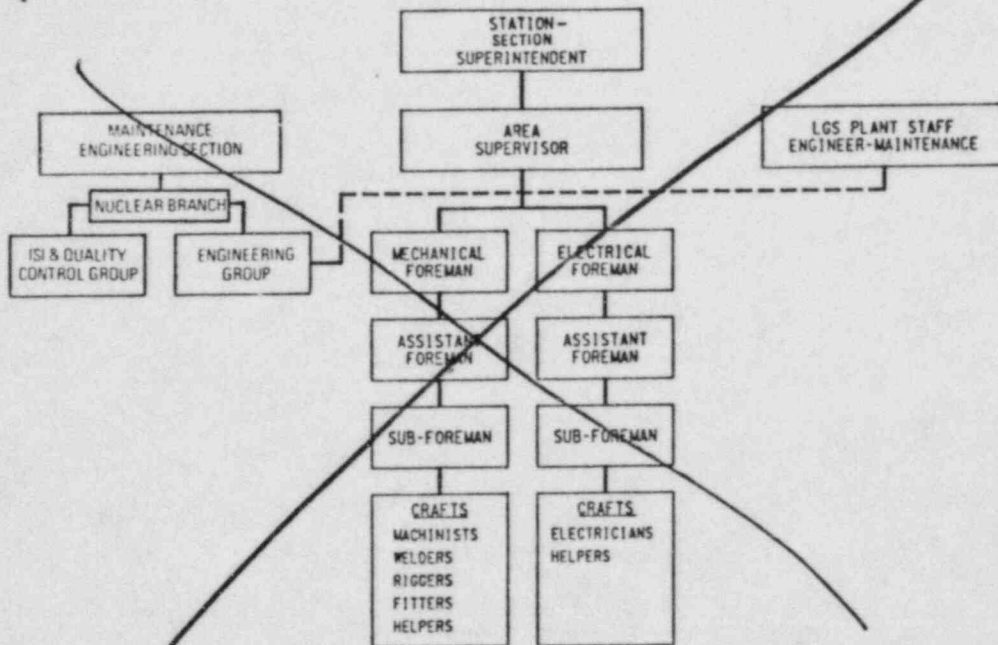 STATION-
SECTION
SUPERINTENDENT
MAINTENANCE
ENGINEERING SECTION
AREA
SUPERVISOR
LGS PLANT STAFF
ENGINEER-MAINTENANCE
NUCLEAR BRANCH
ISI & QUALITY
CONTROL GROUP
ENGINEERING
GROUP
MECHANICAL
FOREMAN
ELECTRICAL
FOREMAN
ASSISTANT
FOREMAN
ASSISTANT
FOREMAN
SUB-FOREMAN
SUB-FOREMAN
CRAFTS
MACHINISTS
WELDERS
RIGGERS
FITTERS
HELPERS
CRAFTS
ELECTRICIANS
HELPERS